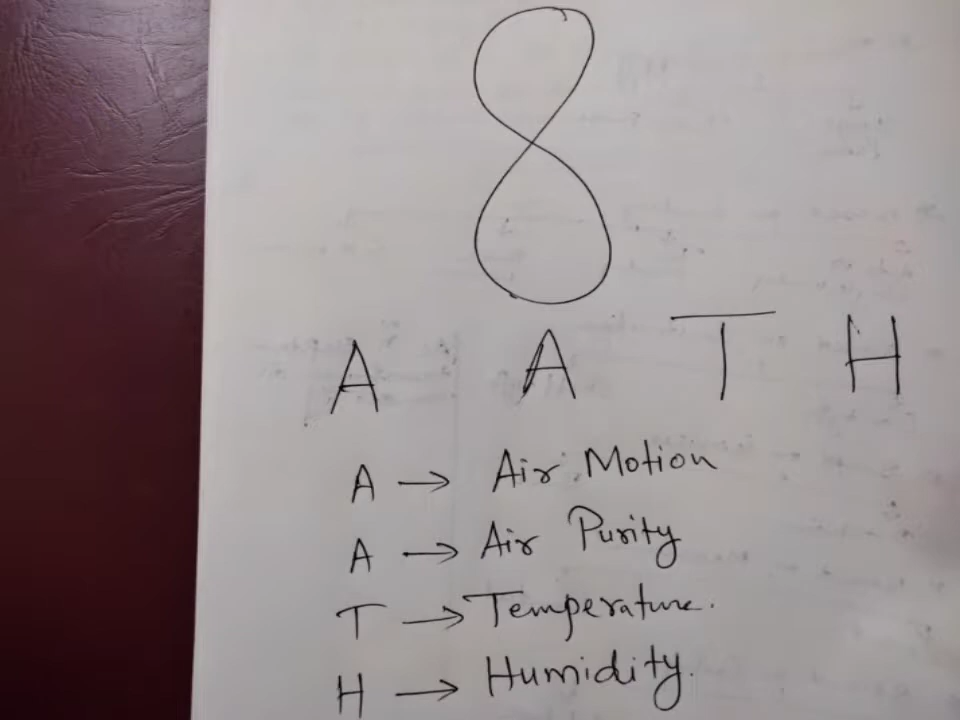 8
A A T H
A → Air Motion
A → Air Purity
T → Temperature.
H → Humidity.